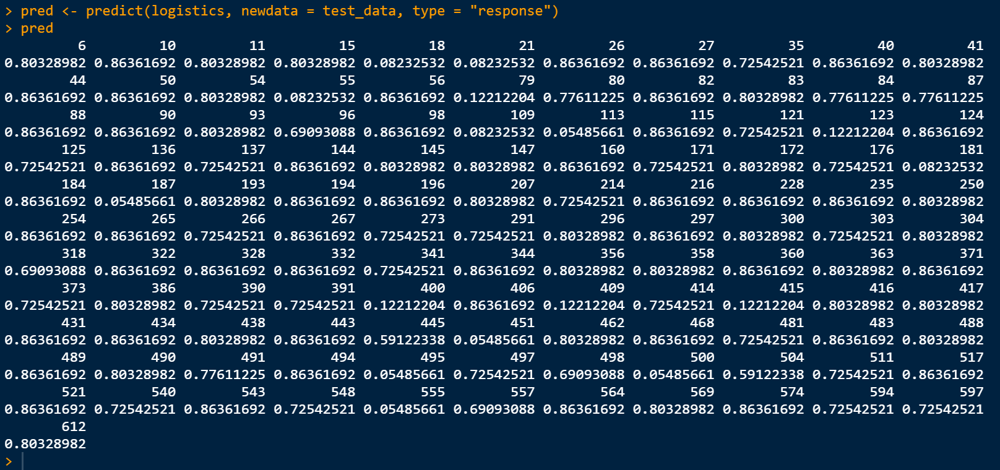 > pred <- predict(logistics, newdata = test_data, type = "response")
> pred
6 10 11 15 18 21 26 27 35 40 41
0.80328982 0.86361692 0.80328982 0.80328982 0.08232532 0.08232532 0.86361692 0.86361692 0.72542521 0.86361692 0.80328982
44 50 54 55 56 79 80 82 83 84 87
0.86361692 0.86361692 0.80328982 0.08232532 0.86361692 0.12212204 0.77611225 0.86361692 0.80328982 0.77611225 0.77611225
88 90 93 96 98 109 113 115 121 123 124
0.86361692 0.86361692 0.80328982 0.69093088 0.86361692 0.08232532 0.05485661 0.86361692 0.72542521 0.12212204 0.86361692
125 136 137 144 145 147 160 171 172 176 181
0.72542521 0.86361692 0.72542521 0.86361692 0.80328982 0.80328982 0.86361692 0.72542521 0.80328982 0.72542521 0.08232532
184 187 193 194 196 207 214 216 228 235 250
0.86361692 0.05485661 0.80328982 0.86361692 0.86361692 0.80328982 0.72542521 0.86361692 0.86361692 0.86361692 0.80328982
254 265 266 267 273 291 296 297 300 303 304
0.86361692 0.86361692 0.72542521 0.86361692 0.72542521 0.72542521 0.80328982 0.86361692 0.80328982 0.72542521 0.80328982
318 322 328 332 341 344 356 358 360 363 371
0.69093088 0.86361692 0.86361692 0.86361692 0.72542521 0.86361692 0.80328982 0.80328982 0.86361692 0.80328982 0.86361692
373 386 390 391 400 406 409 414 415 416 417
0.72542521 0.80328982 0.72542521 0.72542521 0.12212204 0.86361692 0.12212204 0.72542521 0.12212204 0.80328982 0.80328982
431 434 438 443 445 451 462 468 481 483 488
0.86361692 0.86361692 0.80328982 0.86361692 0.59122338 0.05485661 0.80328982 0.86361692 0.72542521 0.86361692 0.80328982
489 490 491 494 495 497 498 500 504 511 517
0.86361692 0.80328982 0.77611225 0.86361692 0.05485661 0.72542521 0.69093088 0.05485661 0.59122338 0.72542521 0.86361692
521 540 543 548 555 557 564 569 574 594 597
0.86361692 0.72542521 0.86361692 0.72542521 0.05485661 0.69093088 0.86361692 0.80328982 0.86361692 0.72542521 0.72542521
612
0.80328982
>